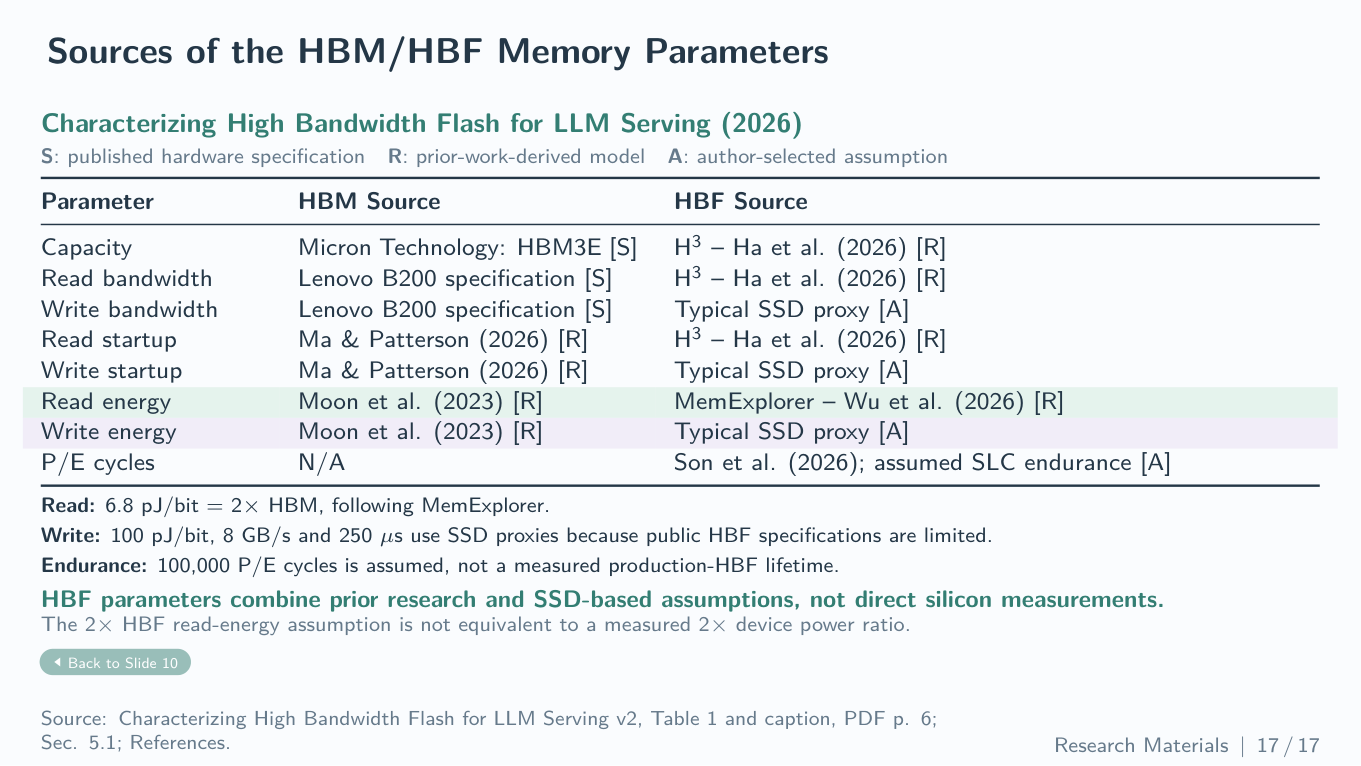 Sources of the HBM/HBF Memory Parameters
Characterizing High Bandwidth Flash for LLM Serving (2026)
S: published hardware specification R: prior-work-derived model A: author-selected assumption
Parameter HBM Source HBF Source
Capacity Micron Technology: HBM3E [S] H³ – Ha et al. (2026) [R]
Read bandwidth Lenovo B200 specification [S] H³ – Ha et al. (2026) [R]
Write bandwidth Lenovo B200 specification [S] Typical SSD proxy [A]
Read startup Ma & Patterson (2026) [R] H³ – Ha et al. (2026) [R]
Write startup Ma & Patterson (2026) [R] Typical SSD proxy [A]
Read energy Moon et al. (2023) [R] MemExplorer – Wu et al. (2026) [R]
Write energy Moon et al. (2023) [R] Typical SSD proxy [A]
P/E cycles N/A Son et al. (2026); assumed SLC endurance [A]
Read: 6.8 pJ/bit = 2× HBM, following MemExplorer.
Write: 100 pJ/bit, 8 GB/s and 250 μs use SSD proxies because public HBF specifications are limited.
Endurance: 100,000 P/E cycles is assumed, not a measured production-HBF lifetime.
HBF parameters combine prior research and SSD-based assumptions, not direct silicon measurements.
The 2× HBF read-energy assumption is not equivalent to a measured 2× device power ratio.
Back to Slide 10
Source: Characterizing High Bandwidth Flash for LLM Serving v2, Table 1 and caption, PDF p. 6;
Sec. 5.1; References.
Research Materials | 17 / 17